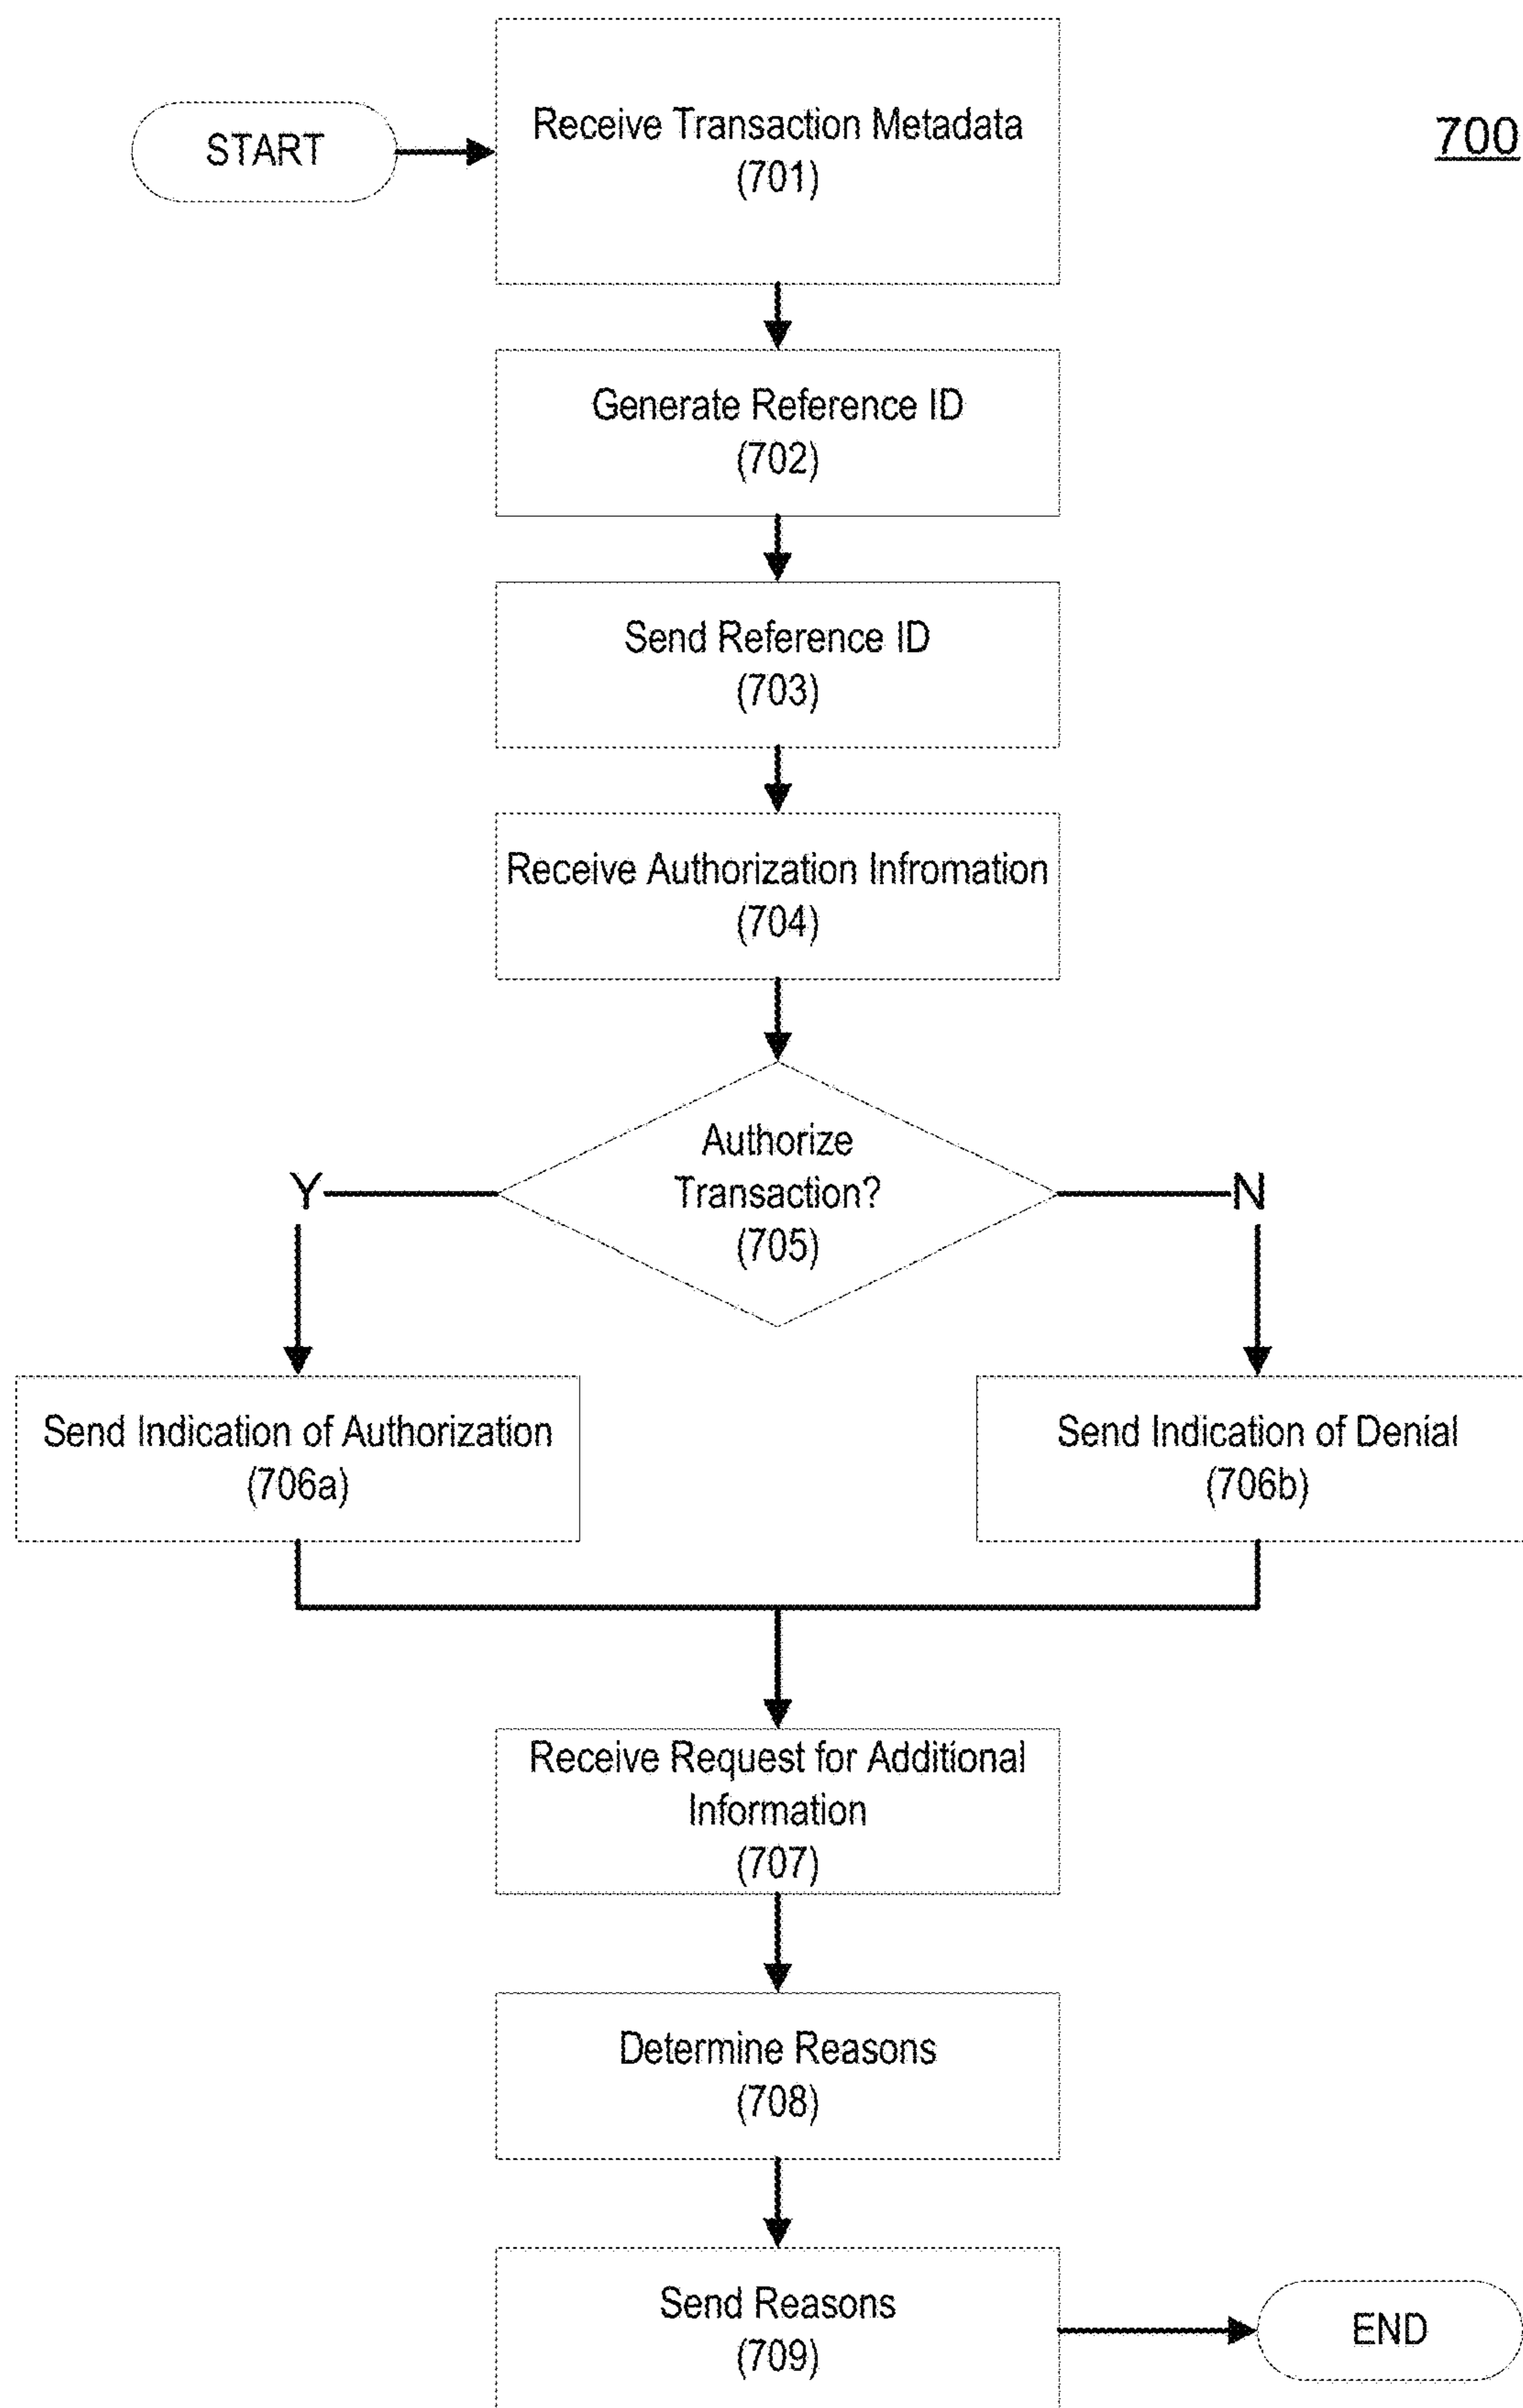 START
Receive Transaction Metadata
(701)
700
Generate Reference ID
(702)
Send Reference ID
(703)
Receive Authorization Infromation
(704)
Authorize
Transaction?
(705)
Y
N
Send Indication of Authorization
(706a)
Send Indication of Denial
(706b)
Receive Request for Additional
Information
(707)
Determine Reasons
(708)
Send Reasons
(709)
END